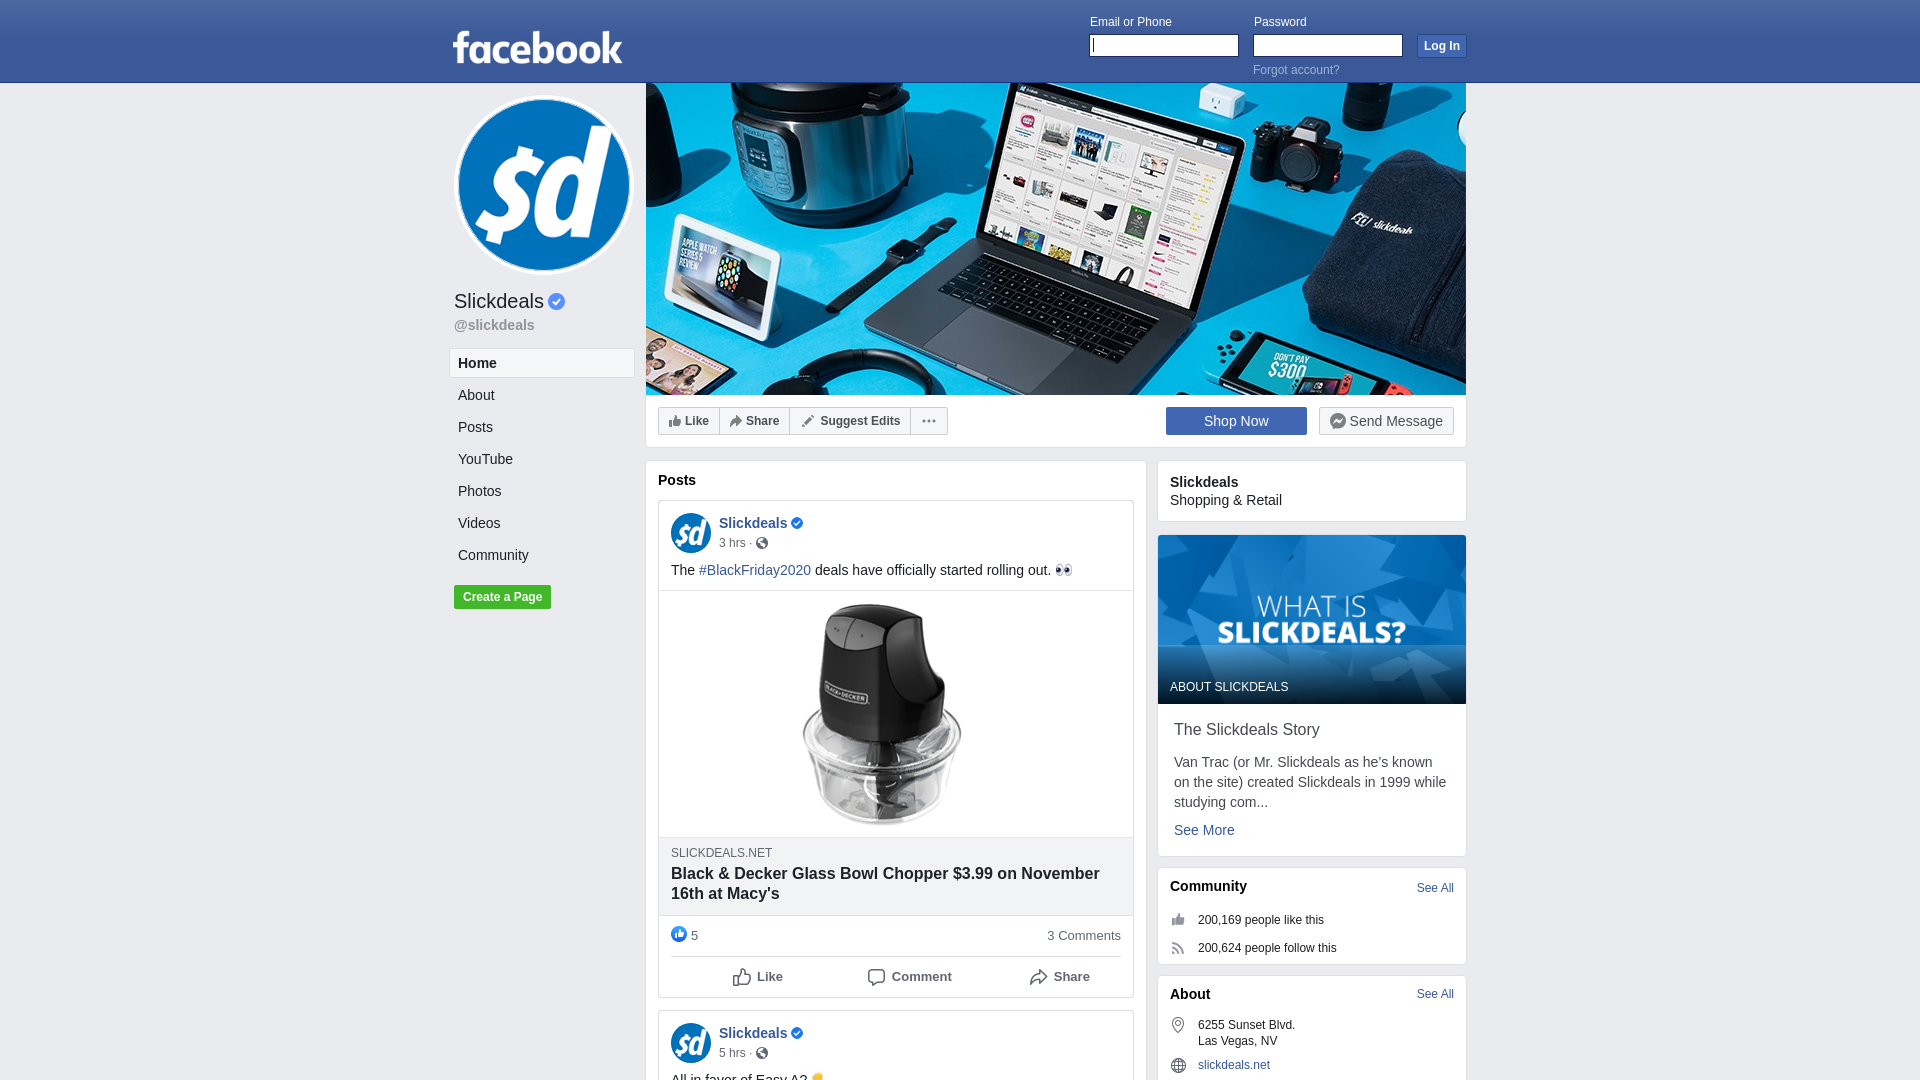 facebook
Email or Phone
Password
Log In
Forgot account?
$d
Slickdeals
@slickdeals
Home
About
Posts
YouTube
Photos
Videos
Community
Create a Page
APPLE WATCH
SERIES 5
REVIEW
slickdeals
DON'T PAY
$300
Like
Share
Suggest Edits
Shop Now
Send Message
Posts
$d
Slickdeals
3 hrs ·
The #BlackFriday2020 deals have officially started rolling out. 👀
BLACK+DECKER
SLICKDEALS.NET
Black & Decker Glass Bowl Chopper $3.99 on November
16th at Macy's
5
3 Comments
Like
Comment
Share
$d
Slickdeals
5 hrs ·
All in favor of Easy A?
Slickdeals
Shopping & Retail
WHAT IS
SLICKDEALS?
ABOUT SLICKDEALS
The Slickdeals Story
Van Trac (or Mr. Slickdeals as he’s known
on the site) created Slickdeals in 1999 while
studying com...
See More
Community
See All
200,169 people like this
200,624 people follow this
About
See All
6255 Sunset Blvd.
Las Vegas, NV
slickdeals.net